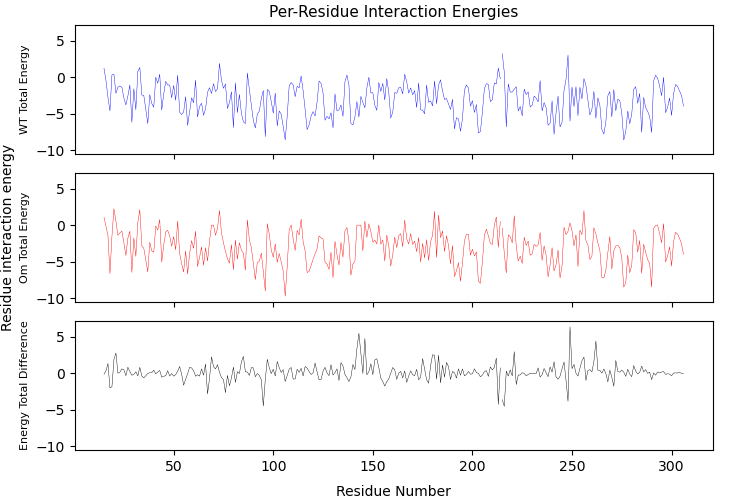 Per-Residue Interaction Energies
Residue interaction energy
WT Total Energy
5
0
−5
−10
Om Total Energy
5
0
−5
−10
Energy Total Difference
5
0
−5
−10
50 100 150 200 250 300
Residue Number